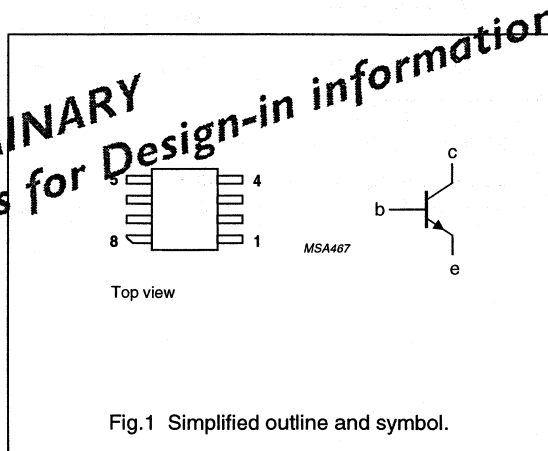 INARY
s for Design-in information
5 4
8 1
c
b
e
MSA467
Top view
Fig.1 Simplified outline and symbol.